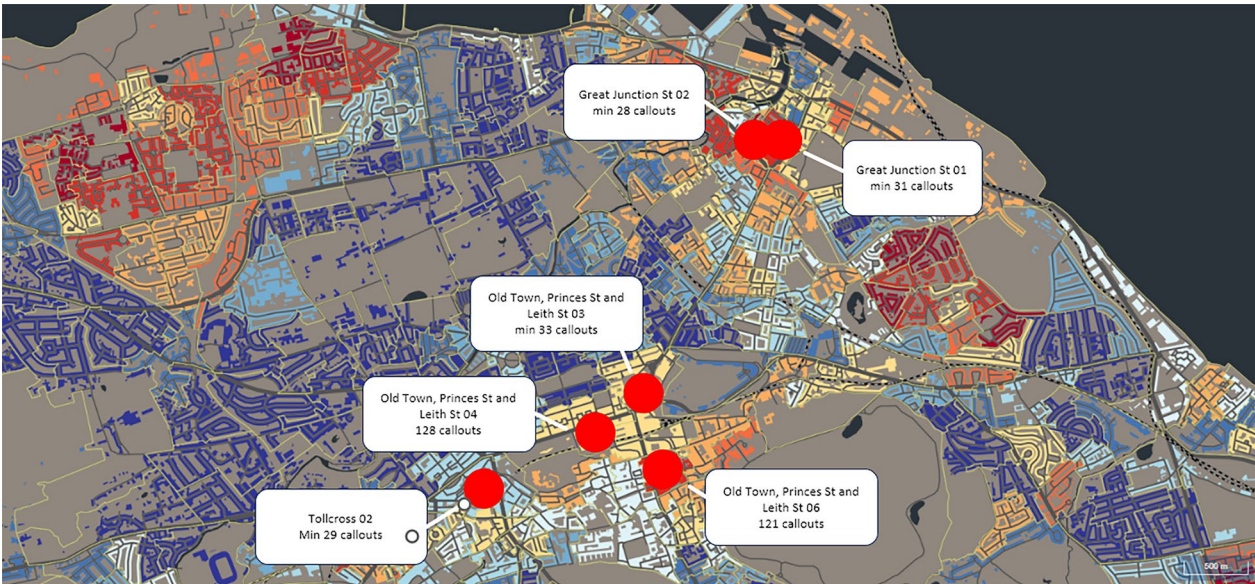 Great Junction St 02
min 28 callouts
Great Junction St 01
min 31 callouts
Old Town, Princes St and
Leith St 03
min 33 callouts
Old Town, Princes St and
Leith St 04
128 callouts
Old Town, Princes St and
Leith St 06
121 callouts
Tollcross 02
Min 29 callouts
500 m